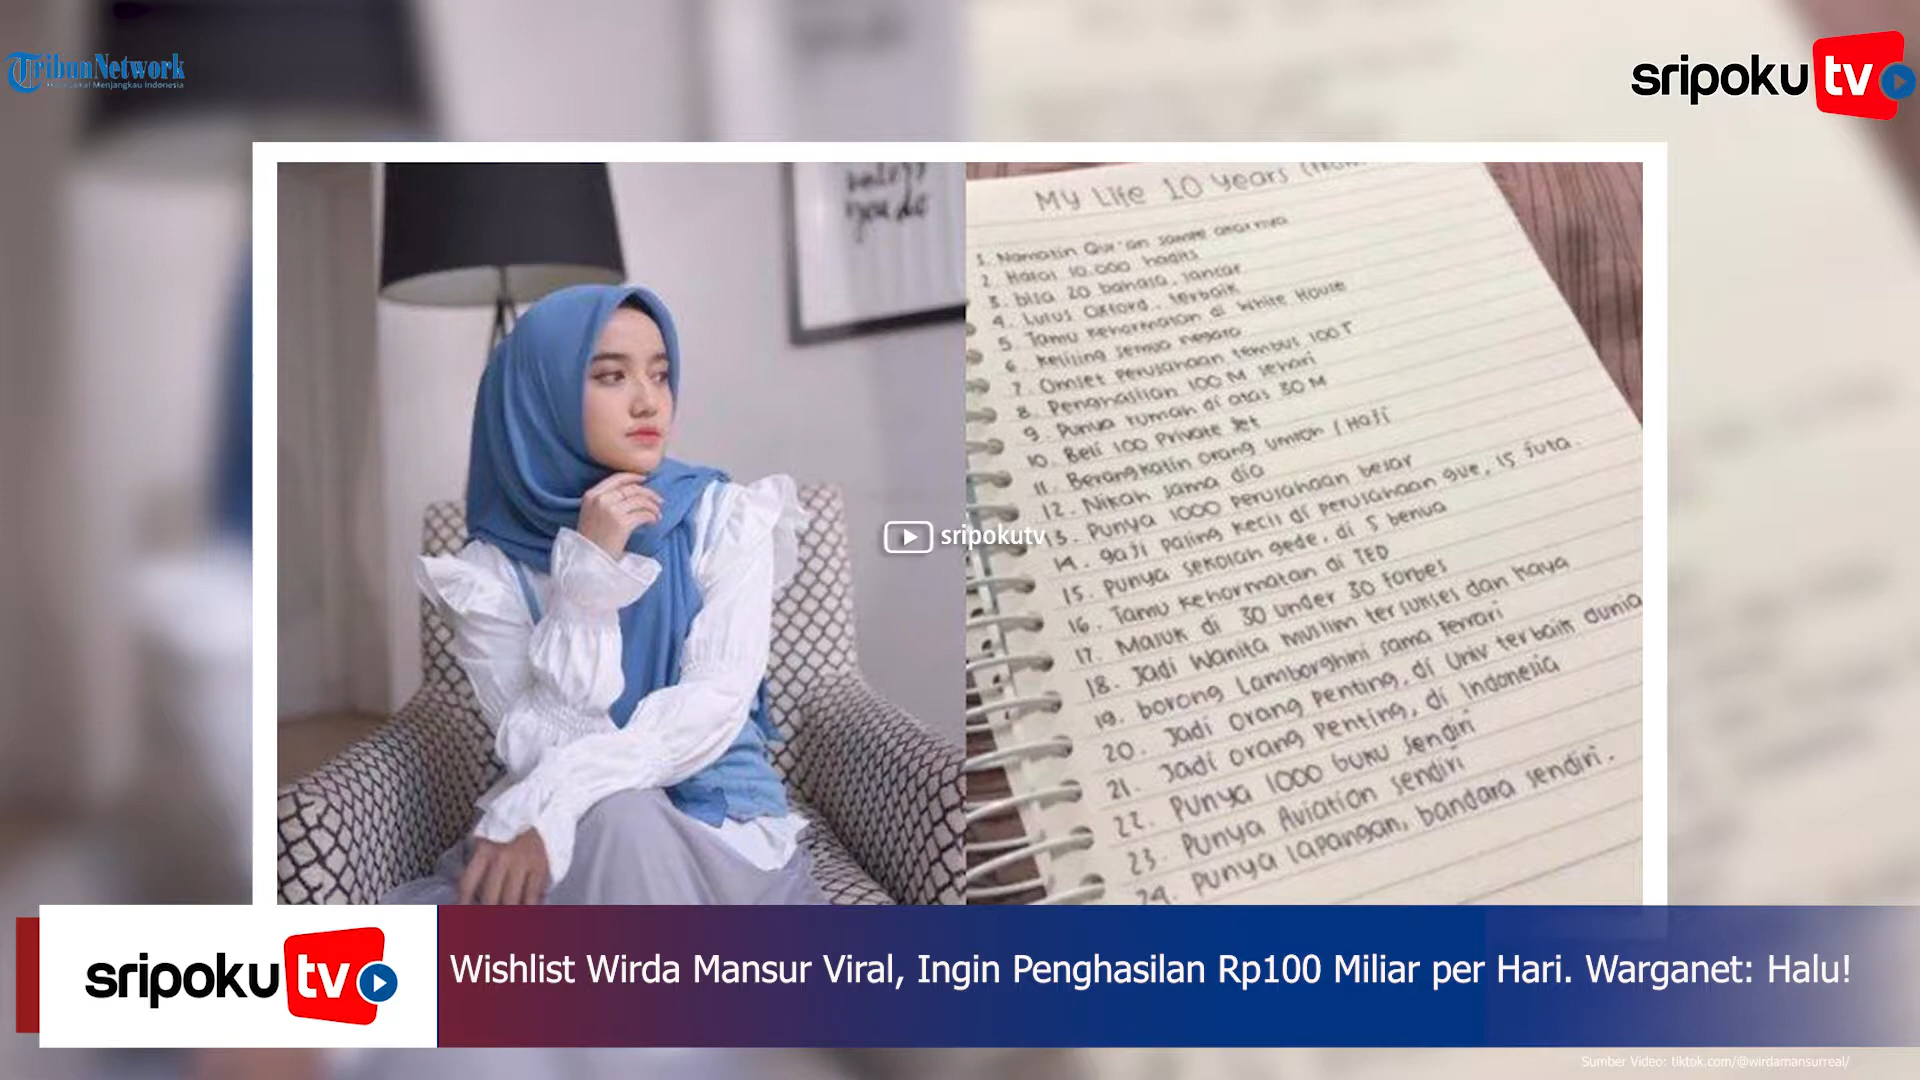 TribunNetwork
Menjangkau Indonesia
sripoku tv
unless
you do
MY Life 10 Years
1. Namatin Qur'an sampe
2. Hafal 10.000 hadits
3. bisa 20 bahasa, lancar
4. Lulus Oxford, terbaik
5. Tamu kehormatan di White House
6. keliling semua negara
7. Omset perusahaan tembus 100 T
8. Penghasilan 100 M sehari
9. Punya rumah di atas 30 M
10. Beli 100 Private Jet
11. Berangkatin orang umroh / Haji
12. Nikah sama dia
13. Punya 1000 perusahaan besar
14. gaji paling kecil di perusahaan gue, 15 juta.
15. Punya sekolah gede, di 5 benua
16. Tamu kehormatan di TED
17. Masuk di 30 under 30 Forbes
18. Jadi Wanita muslim tersukses dan kaya
19. borong Lamborghini sama Ferrari
20. Jadi orang penting, di Univ terbaik dunia
21. Jadi orang penting, di Indonesia
22. Punya 1000 buku sendiri
23. Punya Aviation sendiri
24. Punya lapangan, bandara sendiri.
sripokutv
sripoku tv
Wishlist Wirda Mansur Viral, Ingin Penghasilan Rp100 Miliar per Hari. Warganet: Halu!
Sumber Video: tiktok.com/@wirdamansurreal/